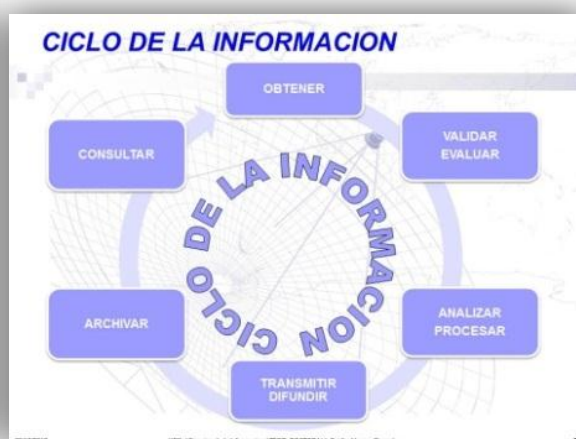 CICLO DE LA INFORMACION
OBTENER
VALIDAR
EVALUAR
ANALIZAR
PROCESAR
TRANSMITIR
DIFUNDIR
ARCHIVAR
CONSULTAR
CICLO DE LA INFORMACION